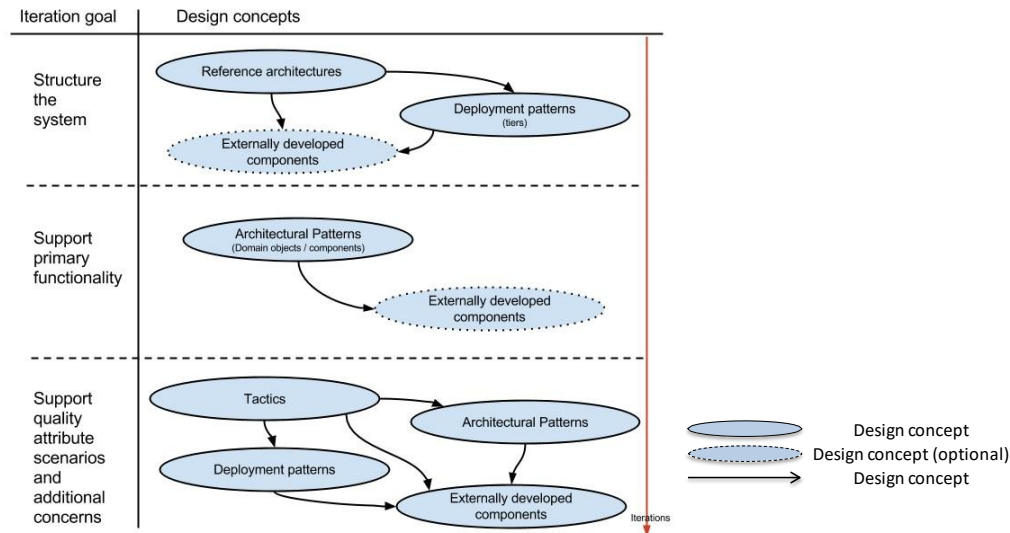 Iteration goal
Design concepts
Structure
the
system
Reference architectures
Deployment patterns
(tiers)
Externally developed
components
Support
primary
functionality
Architectural Patterns
(Domain objects / components)
Externally developed
components
Support
quality
attribute
scenarios
and
additional
concerns
Tactics
Architectural Patterns
Deployment patterns
Externally developed
components
Iterations
Design concept
Design concept (optional)
Design concept